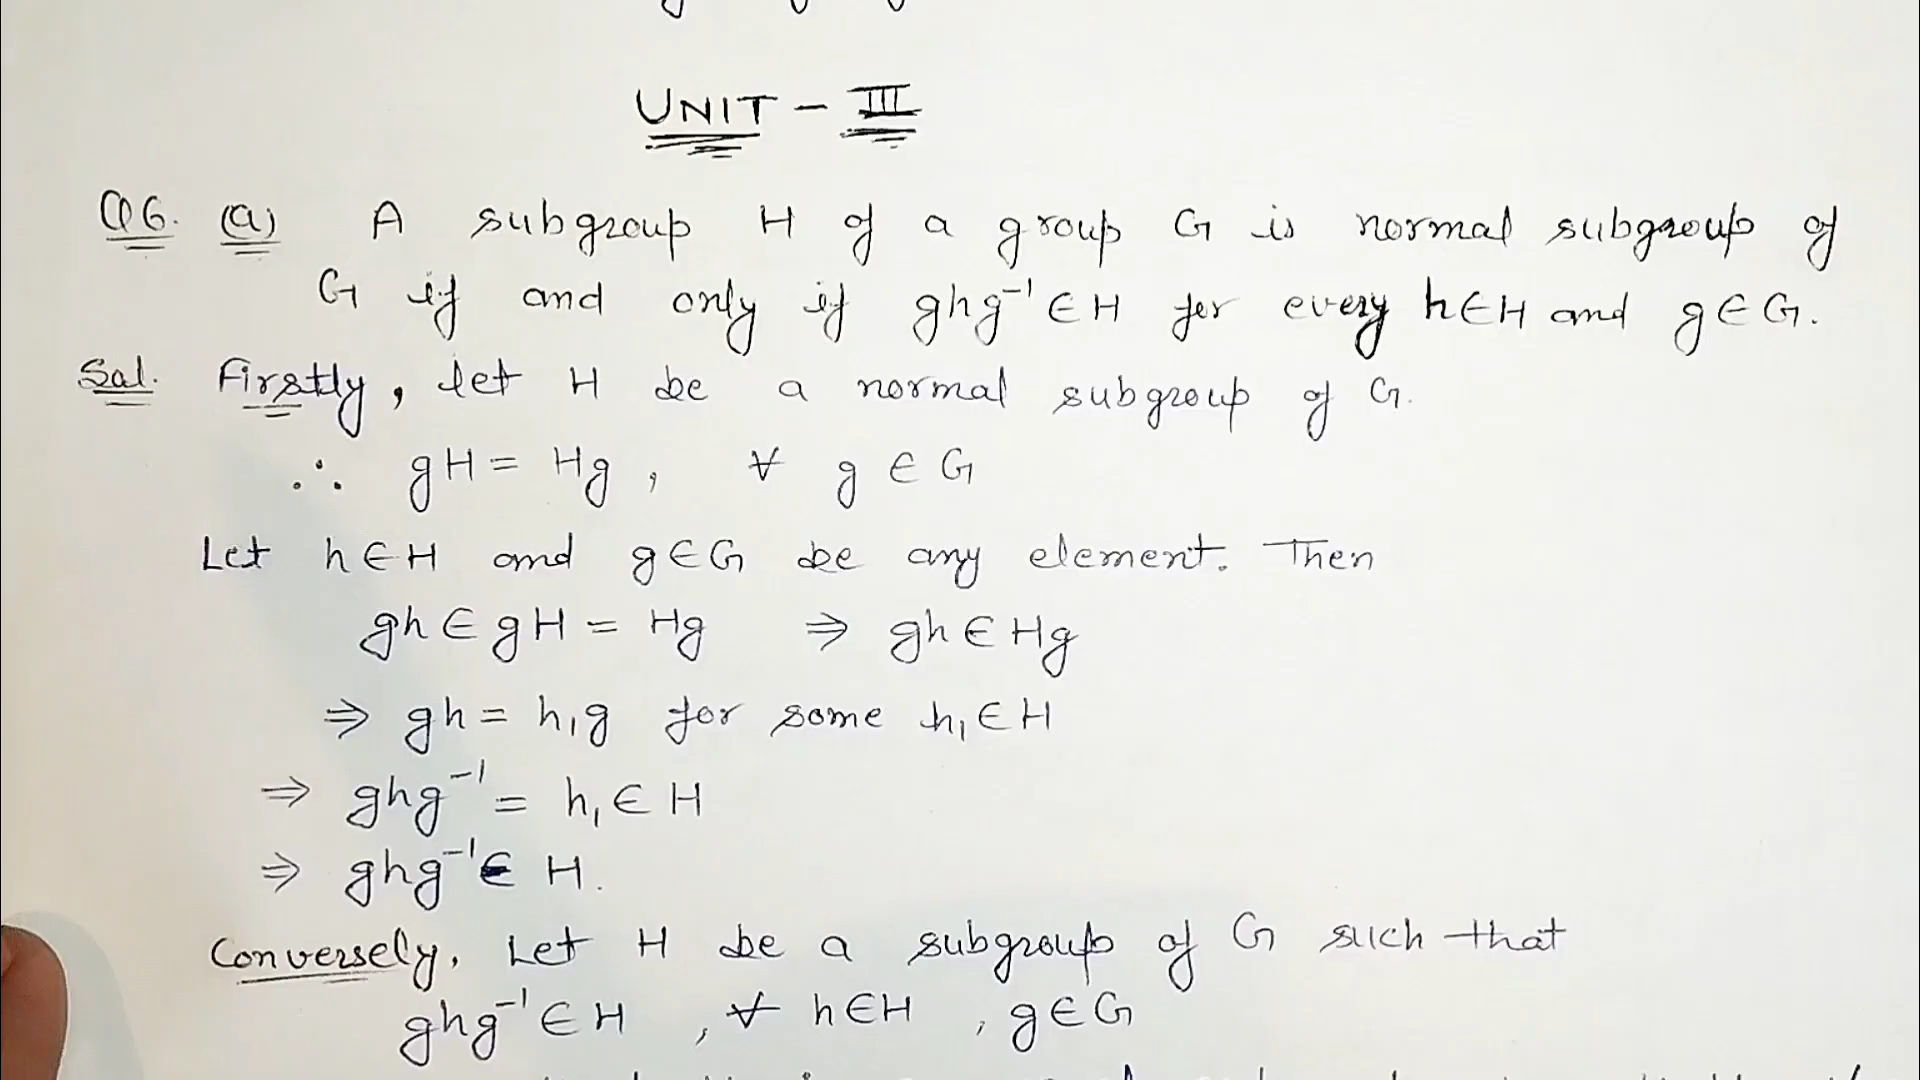 UNIT - III
Q6. (a) A subgroup H of a group G is normal subgroup of
G if and only if ghg⁻¹ ∈ H for every h∈H and g∈G.
Sol. Firstly, let H be a normal subgroup of G.
∴ gH = Hg , ∀ g ∈ G
Let h∈H and g∈G be any element. Then
gh ∈ gH = Hg ⇒ gh ∈ Hg
⇒ gh = h₁g for some h₁∈H
⇒ ghg⁻¹ = h₁ ∈ H
⇒ ghg⁻¹ ∈ H.
Conversely, Let H be a subgroup of G such that
ghg⁻¹ ∈ H , ∀ h∈H , g∈G